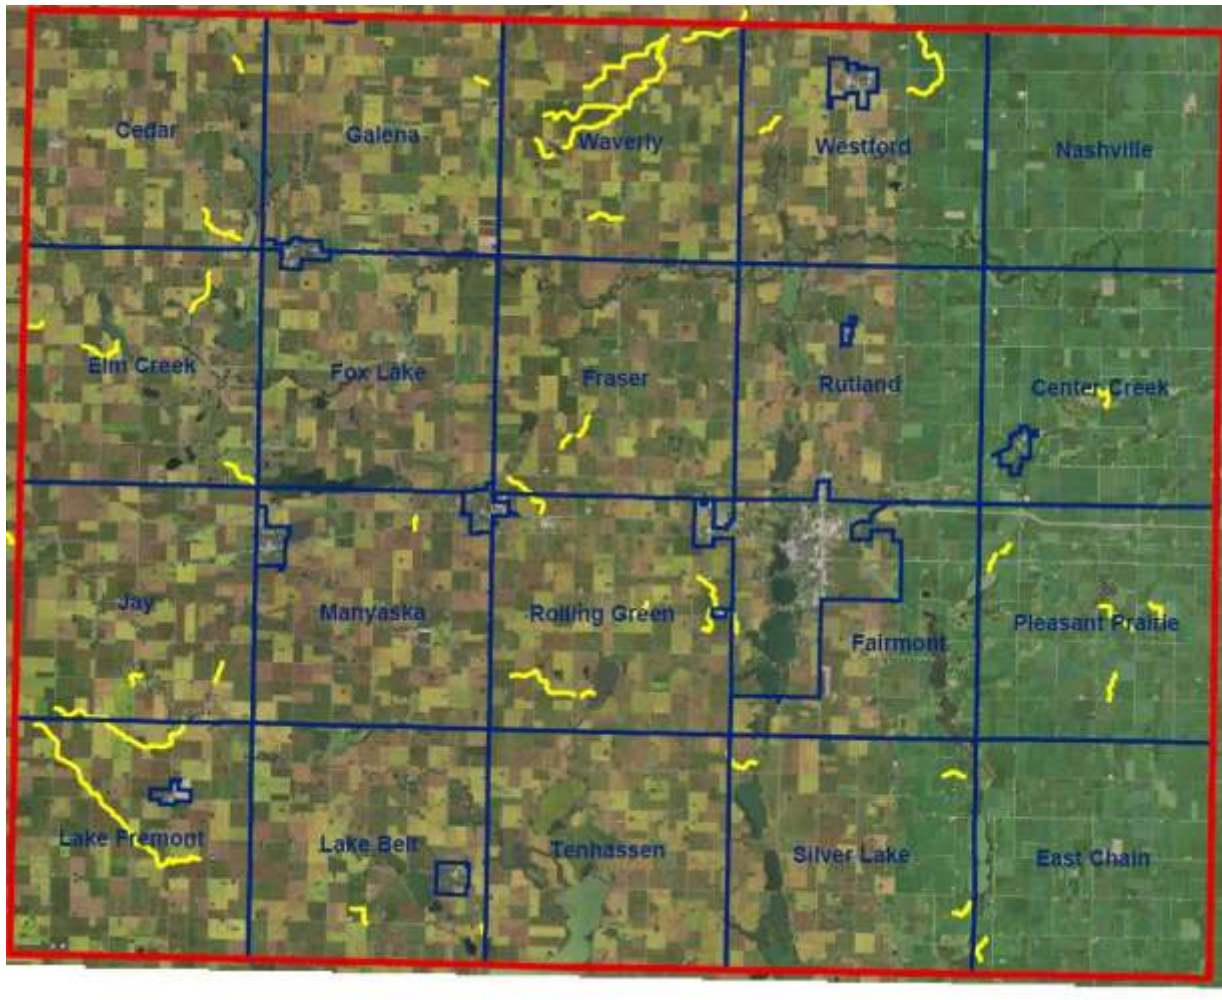 Cedar
Galena
Waverly
Westford
Nashville
Elm Creek
Fox Lake
Fraser
Rutland
Center Creek
Jay
Manyaska
Rolling Green
Fairmont
Pleasant Prairie
Lake Fremont
Lake Belt
Tenhassen
Silver Lake
East Chain